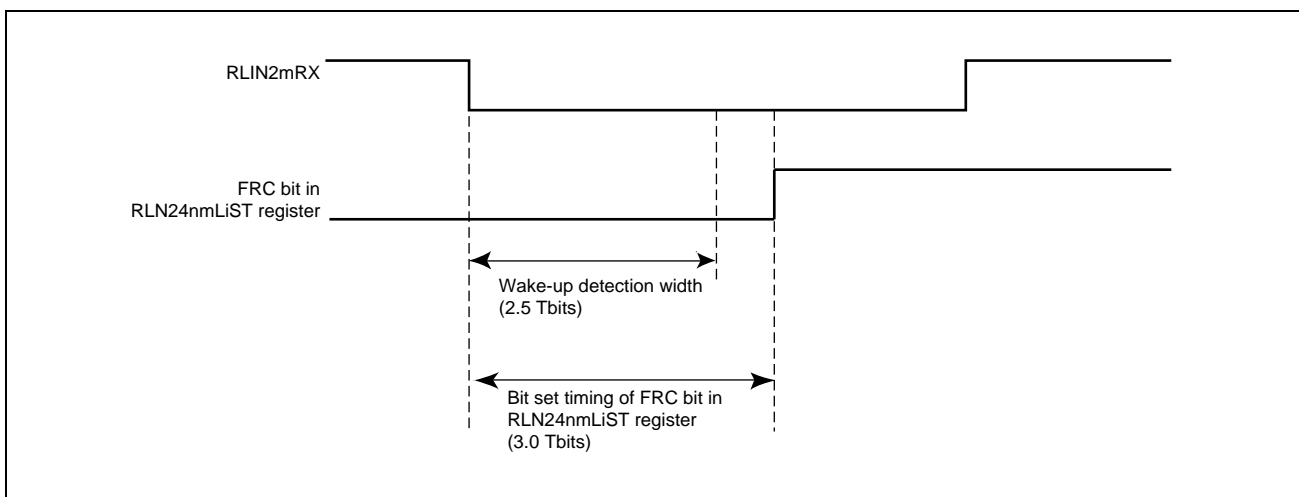 RLIN2mRX
FRC bit in
RLN24nmLiST register
Wake-up detection width
(2.5 Tbits)
Bit set timing of FRC bit in
RLN24nmLiST register
(3.0 Tbits)